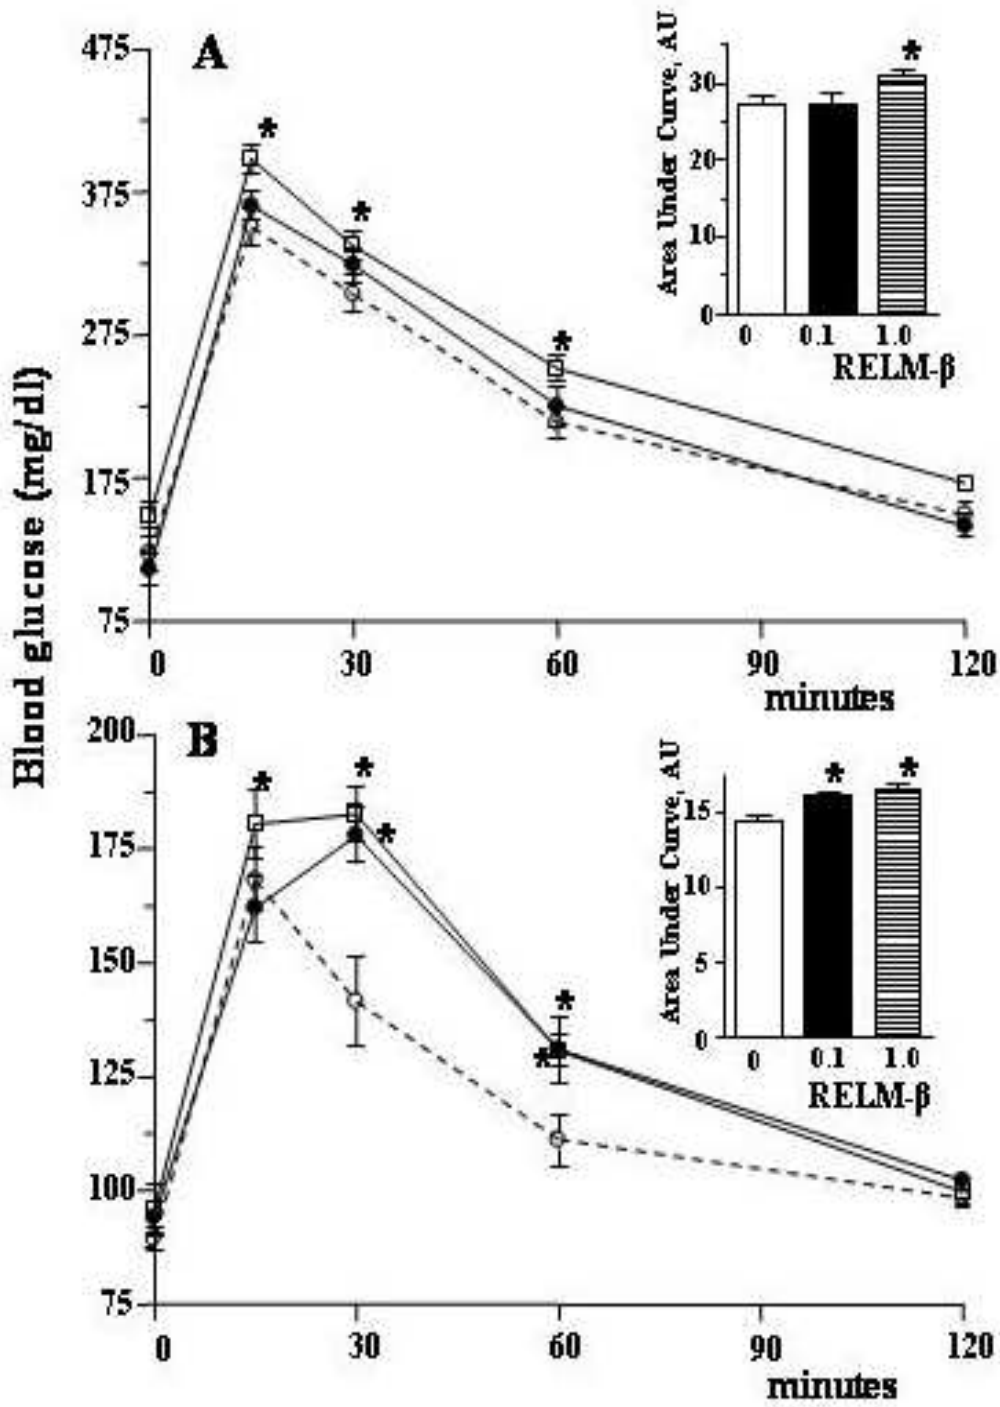 A
475
375
275
175
75
0 30 60 90 120
minutes
*
*
*
Area Under Curve, AU
30
20
10
0
*
0 0.1 1.0
RELM-β
Blood glucose (mg/dl)
B
200
175
150
125
100
75
0 30 60 90 120
minutes
*
*
*
*
*
Area Under Curve, AU
15
10
5
0
* *
0 0.1 1.0
RELM-β